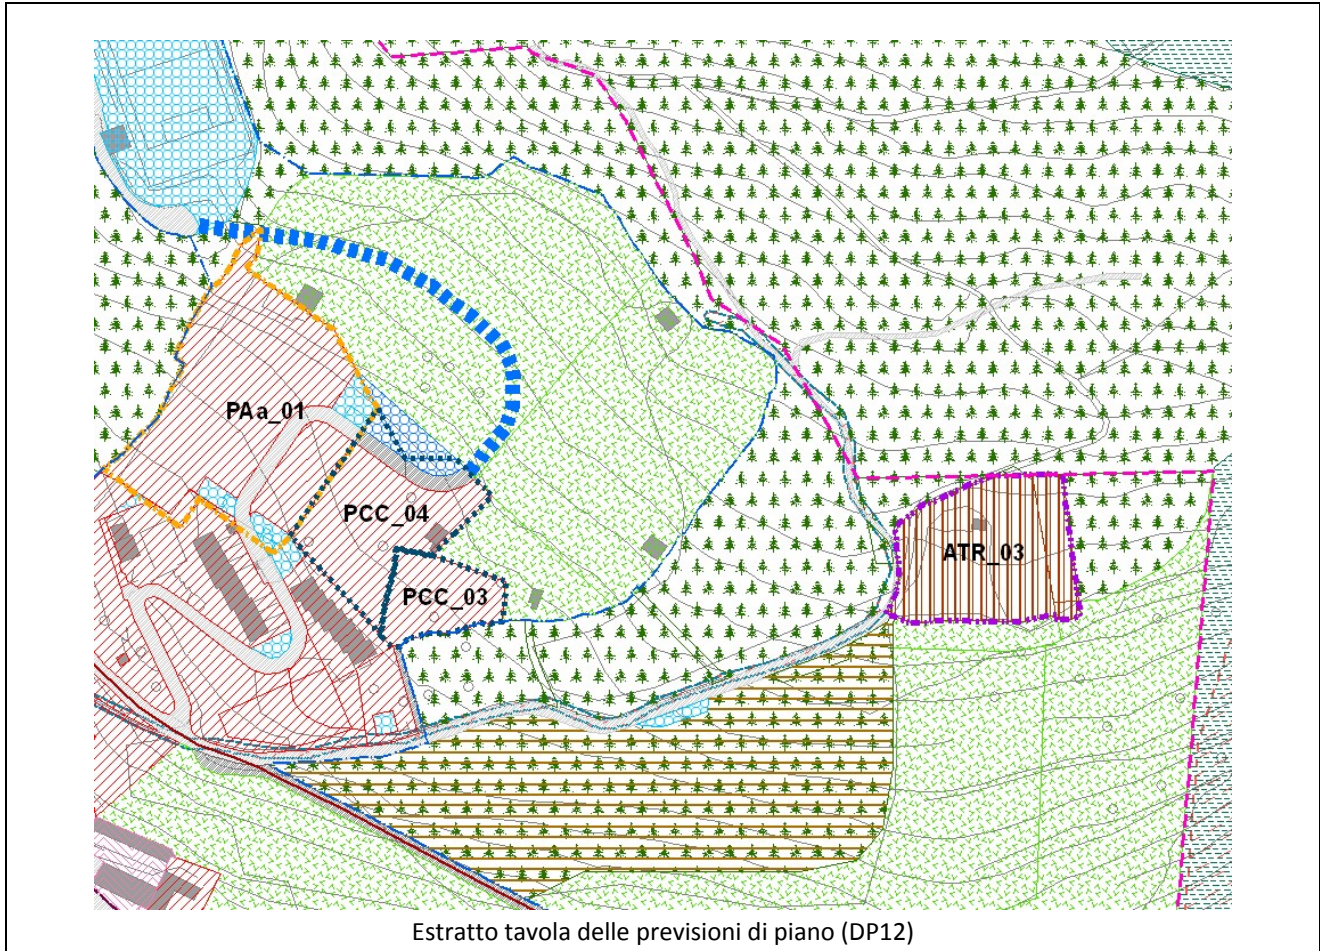 PAa_01
PCC_04
ATR_03
PCC_03
Estratto tavola delle previsioni di piano (DP12)